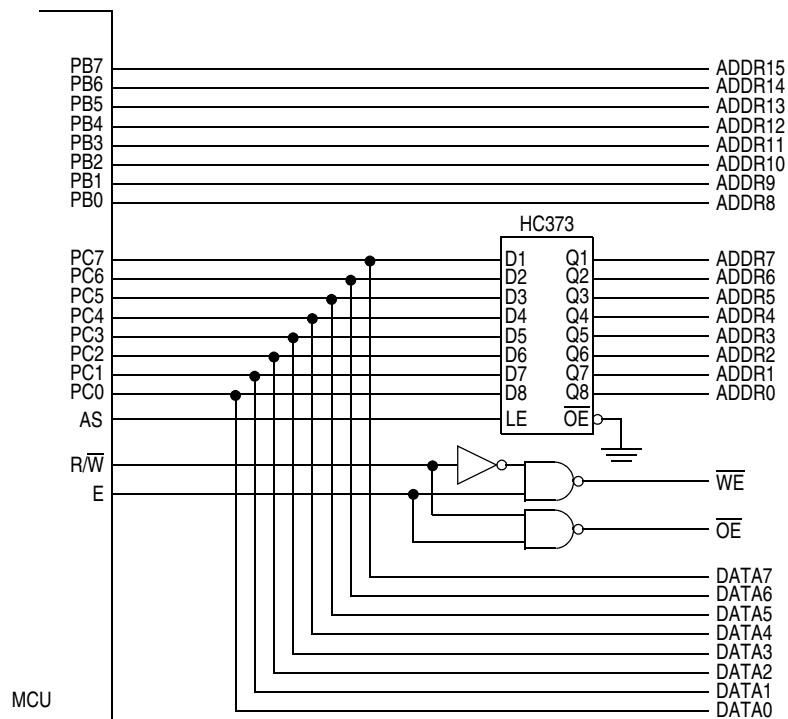 PB7 ADDR15
PB6 ADDR14
PB5 ADDR13
PB4 ADDR12
PB3 ADDR11
PB2 ADDR10
PB1 ADDR9
PB0 ADDR8
HC373
PC7 D1 Q1 ADDR7
PC6 D2 Q2 ADDR6
PC5 D3 Q3 ADDR5
PC4 D4 Q4 ADDR4
PC3 D5 Q5 ADDR3
PC2 D6 Q6 ADDR2
PC1 D7 Q7 ADDR1
PC0 D8 Q8 ADDR0
AS LE O̅E̅
R/W̅
W̅E̅
E
O̅E̅
DATA7
DATA6
DATA5
DATA4
DATA3
DATA2
MCU DATA1
DATA0